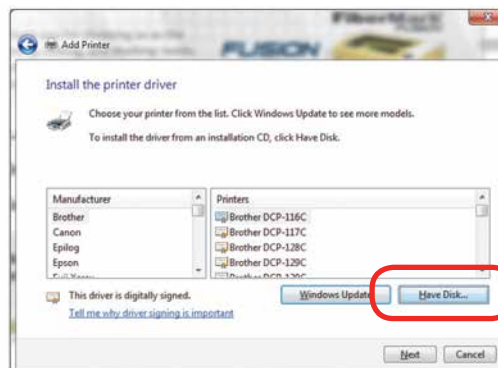 FiberMark
FUSION
Add Printer
Install the printer driver
Choose your printer from the list. Click Windows Update to see more models.
To install the driver from an installation CD, click Have Disk.
Manufacturer
Brother
Canon
Epilog
Epson
Fuji Xerox
Printers
Brother DCP-116C
Brother DCP-117C
Brother DCP-128C
Brother DCP-129C
This driver is digitally signed.
Tell me why driver signing is important
Windows Update
Have Disk...
Next
Cancel